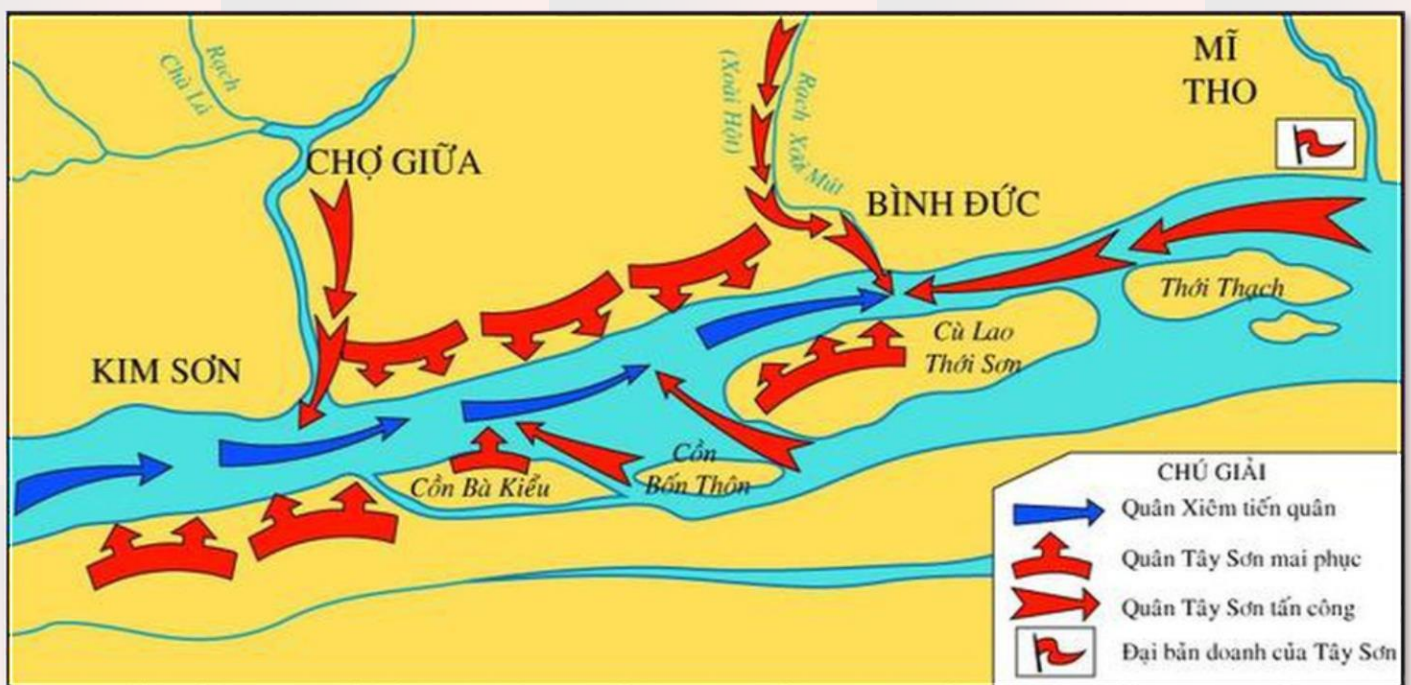 Rạch
Chà Lá
CHỢ GIỮA
(Xoài Hột)
Rạch Xoài Mút
MĨ
THO
BÌNH ĐỨC
Thới Thạch
KIM SƠN
Cù Lao
Thới Sơn
Cồn Bà Kiểu
Cồn
Bốn Thôn
CHÚ GIẢI
Quân Xiêm tiến quân
Quân Tây Sơn mai phục
Quân Tây Sơn tấn công
Đại bản doanh của Tây Sơn